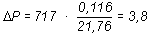 ΔP = 717 · 0,116 / 21,76 = 3,8